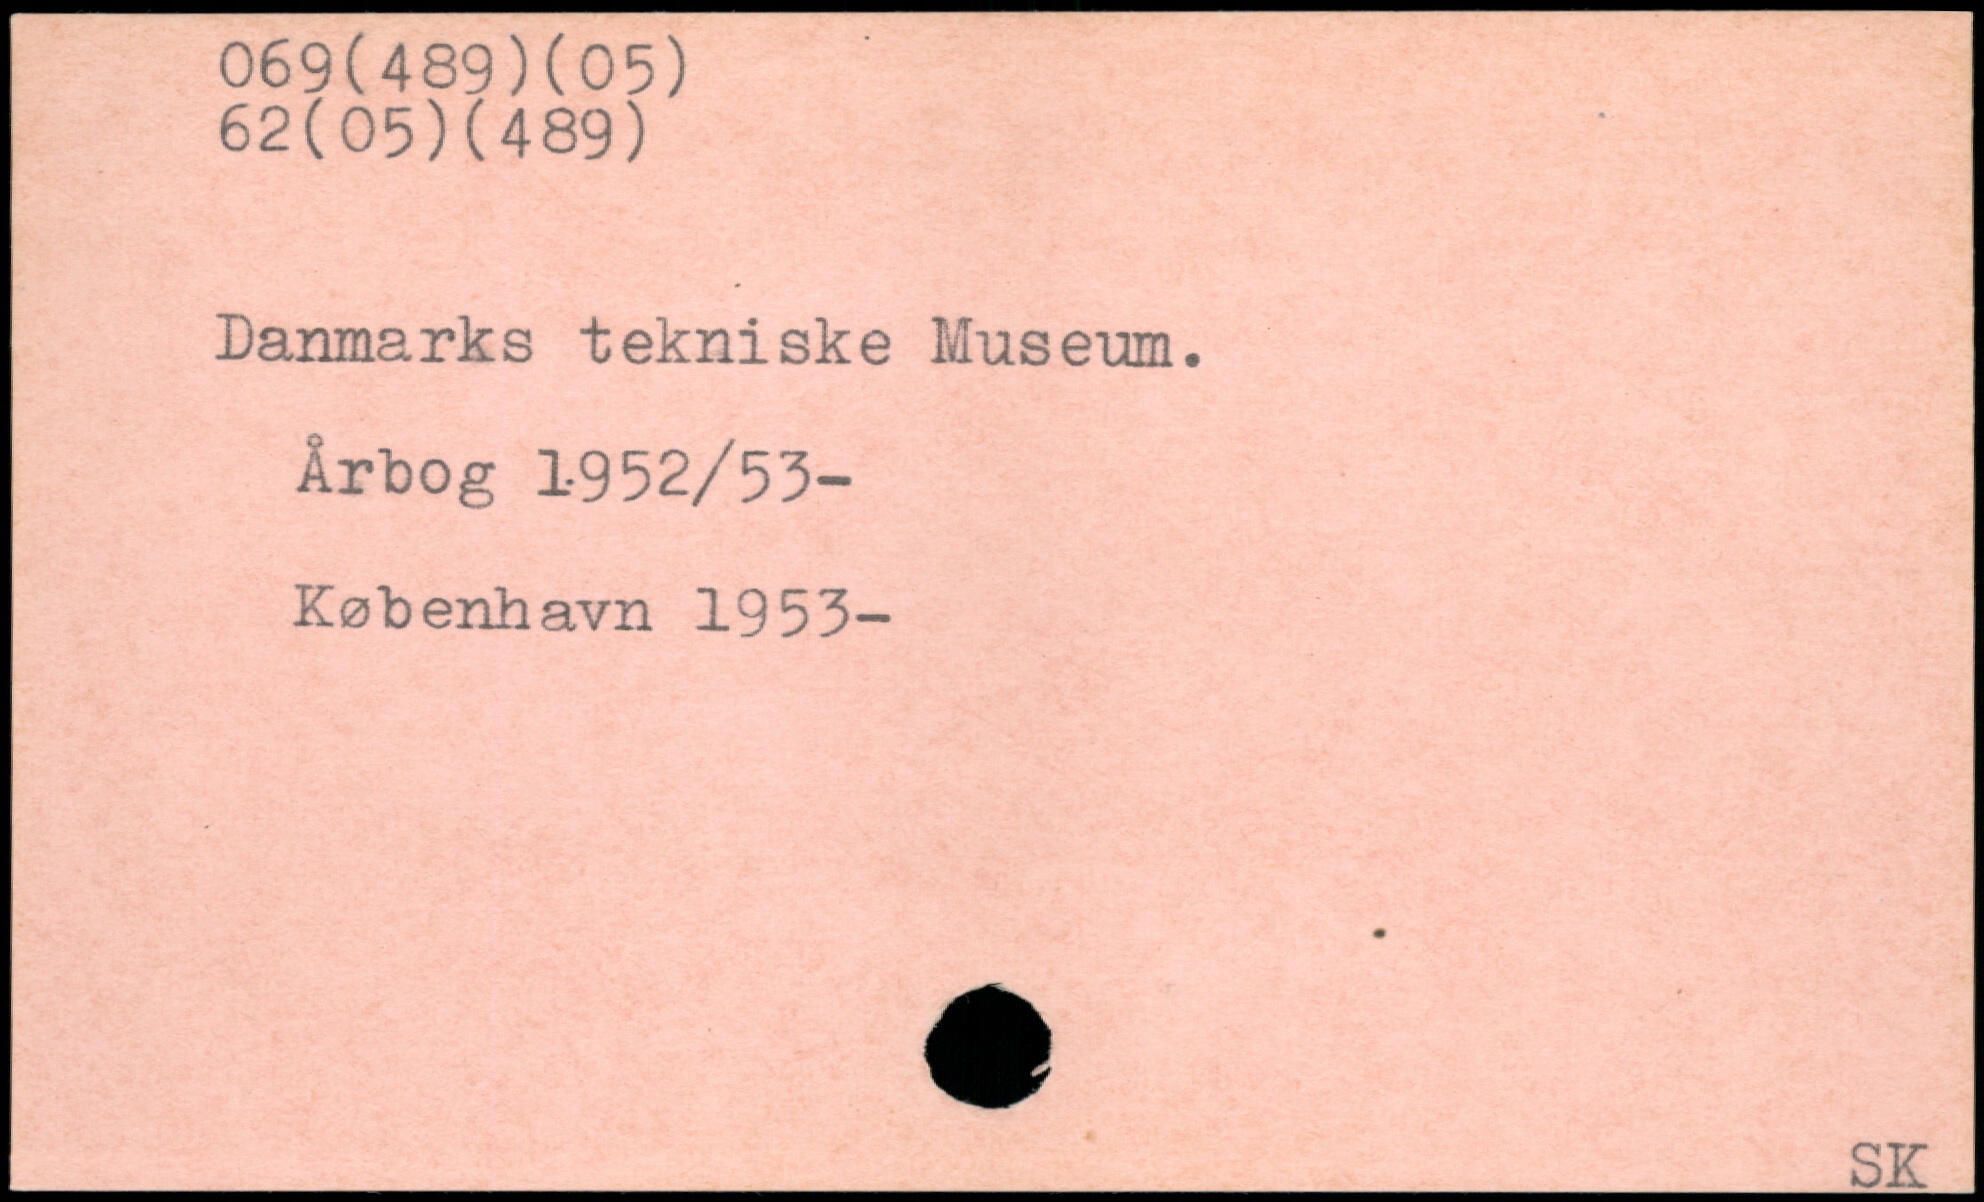 069(489)(05)
62(05)(489)
Danmarks tekniske Museum.
Årbog 1952/53-
København 1953-
SK